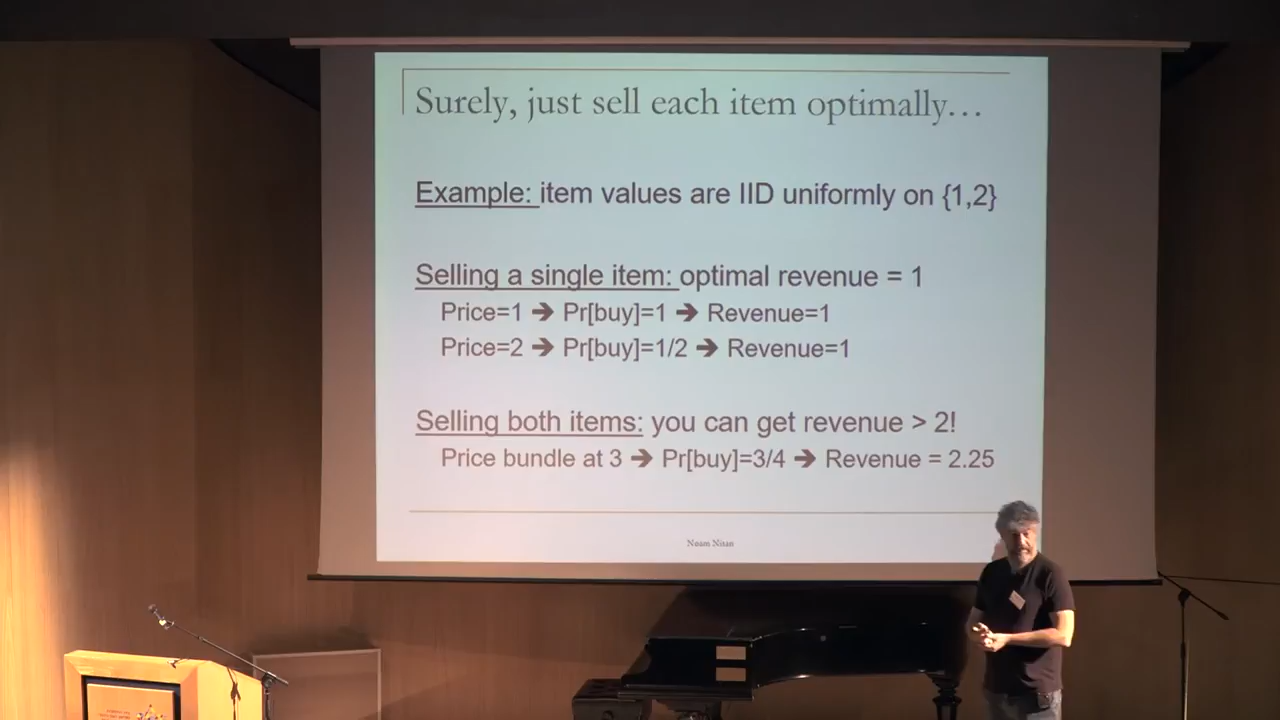 Surely, just sell each item optimally…
Example: item values are IID uniformly on {1,2}
Selling a single item: optimal revenue = 1
Price=1 ➔ Pr[buy]=1 ➔ Revenue=1
Price=2 ➔ Pr[buy]=1/2 ➔ Revenue=1
Selling both items: you can get revenue > 2!
Price bundle at 3 ➔ Pr[buy]=3/4 ➔ Revenue = 2.25
Noam Nisan